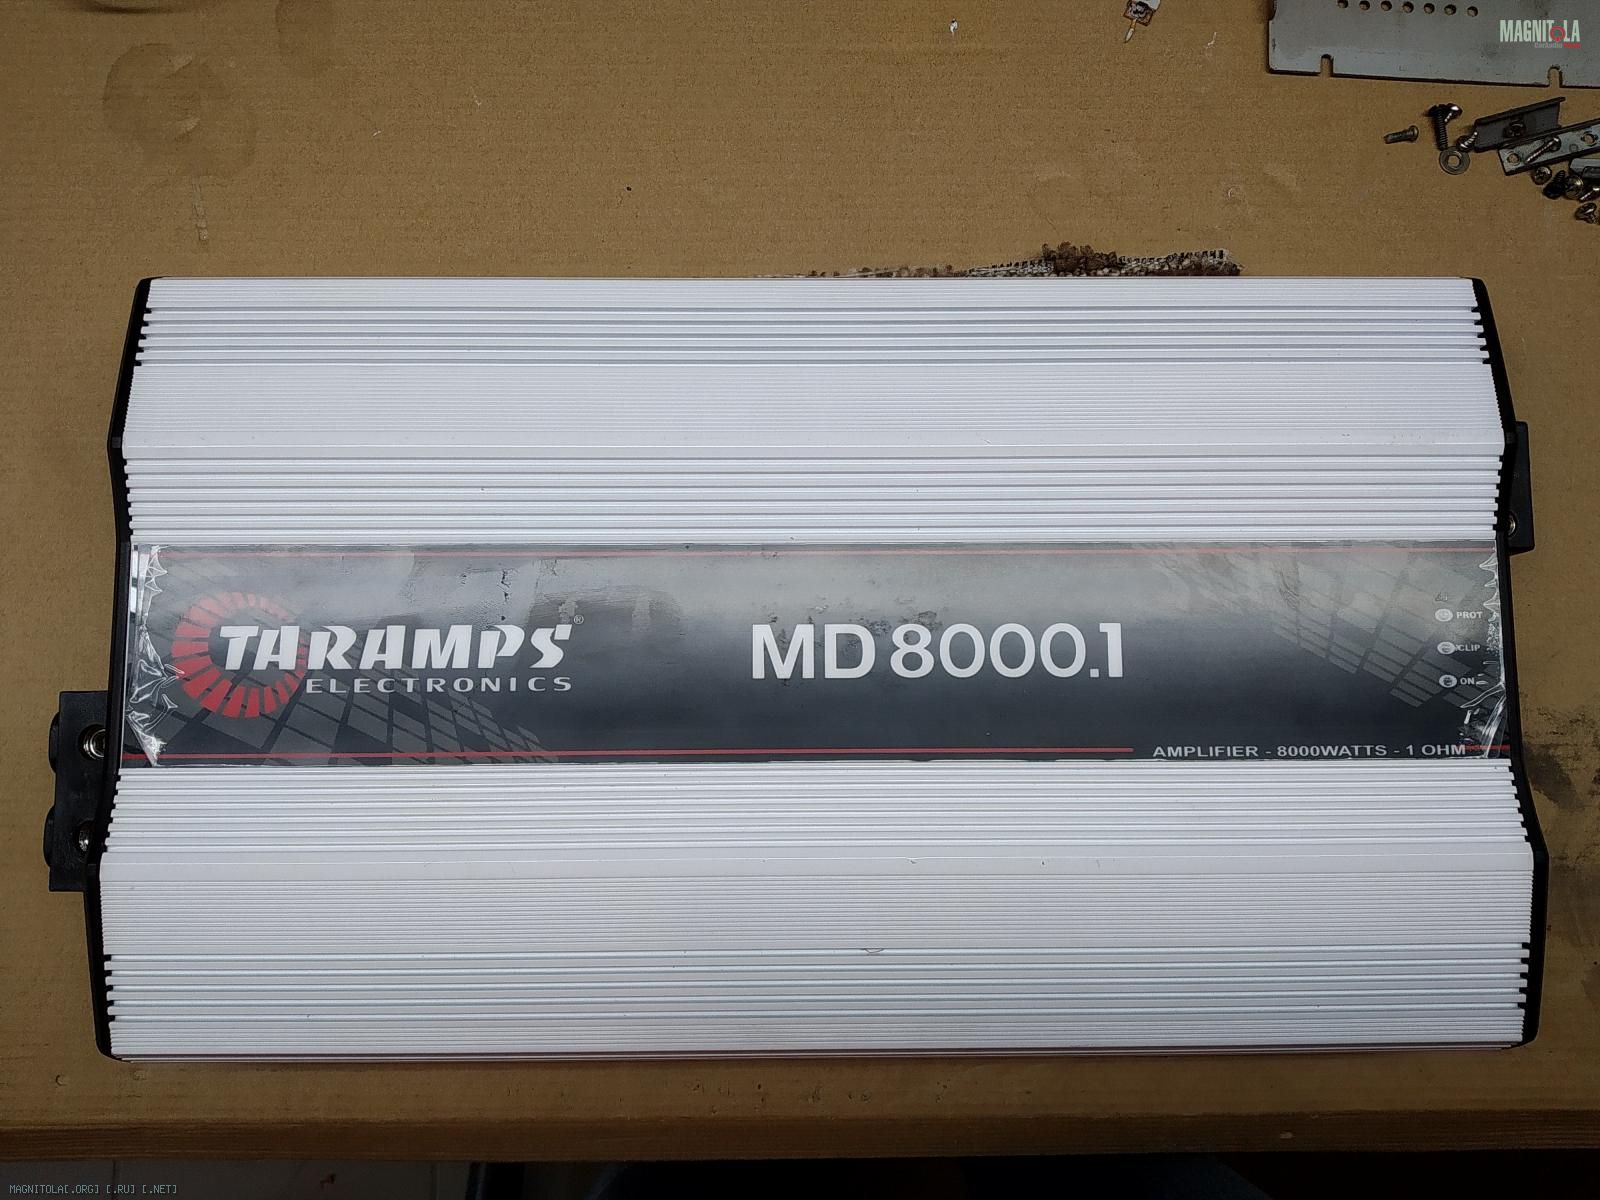 MAGNITOLA
TARAMPS®
ELECTRONICS
MD 8000.1
PROT
CLIP
ON
AMPLIFIER - 8000WATTS - 1 OHM
MAGNITOLA[.ORG] [.RU] [.NET]